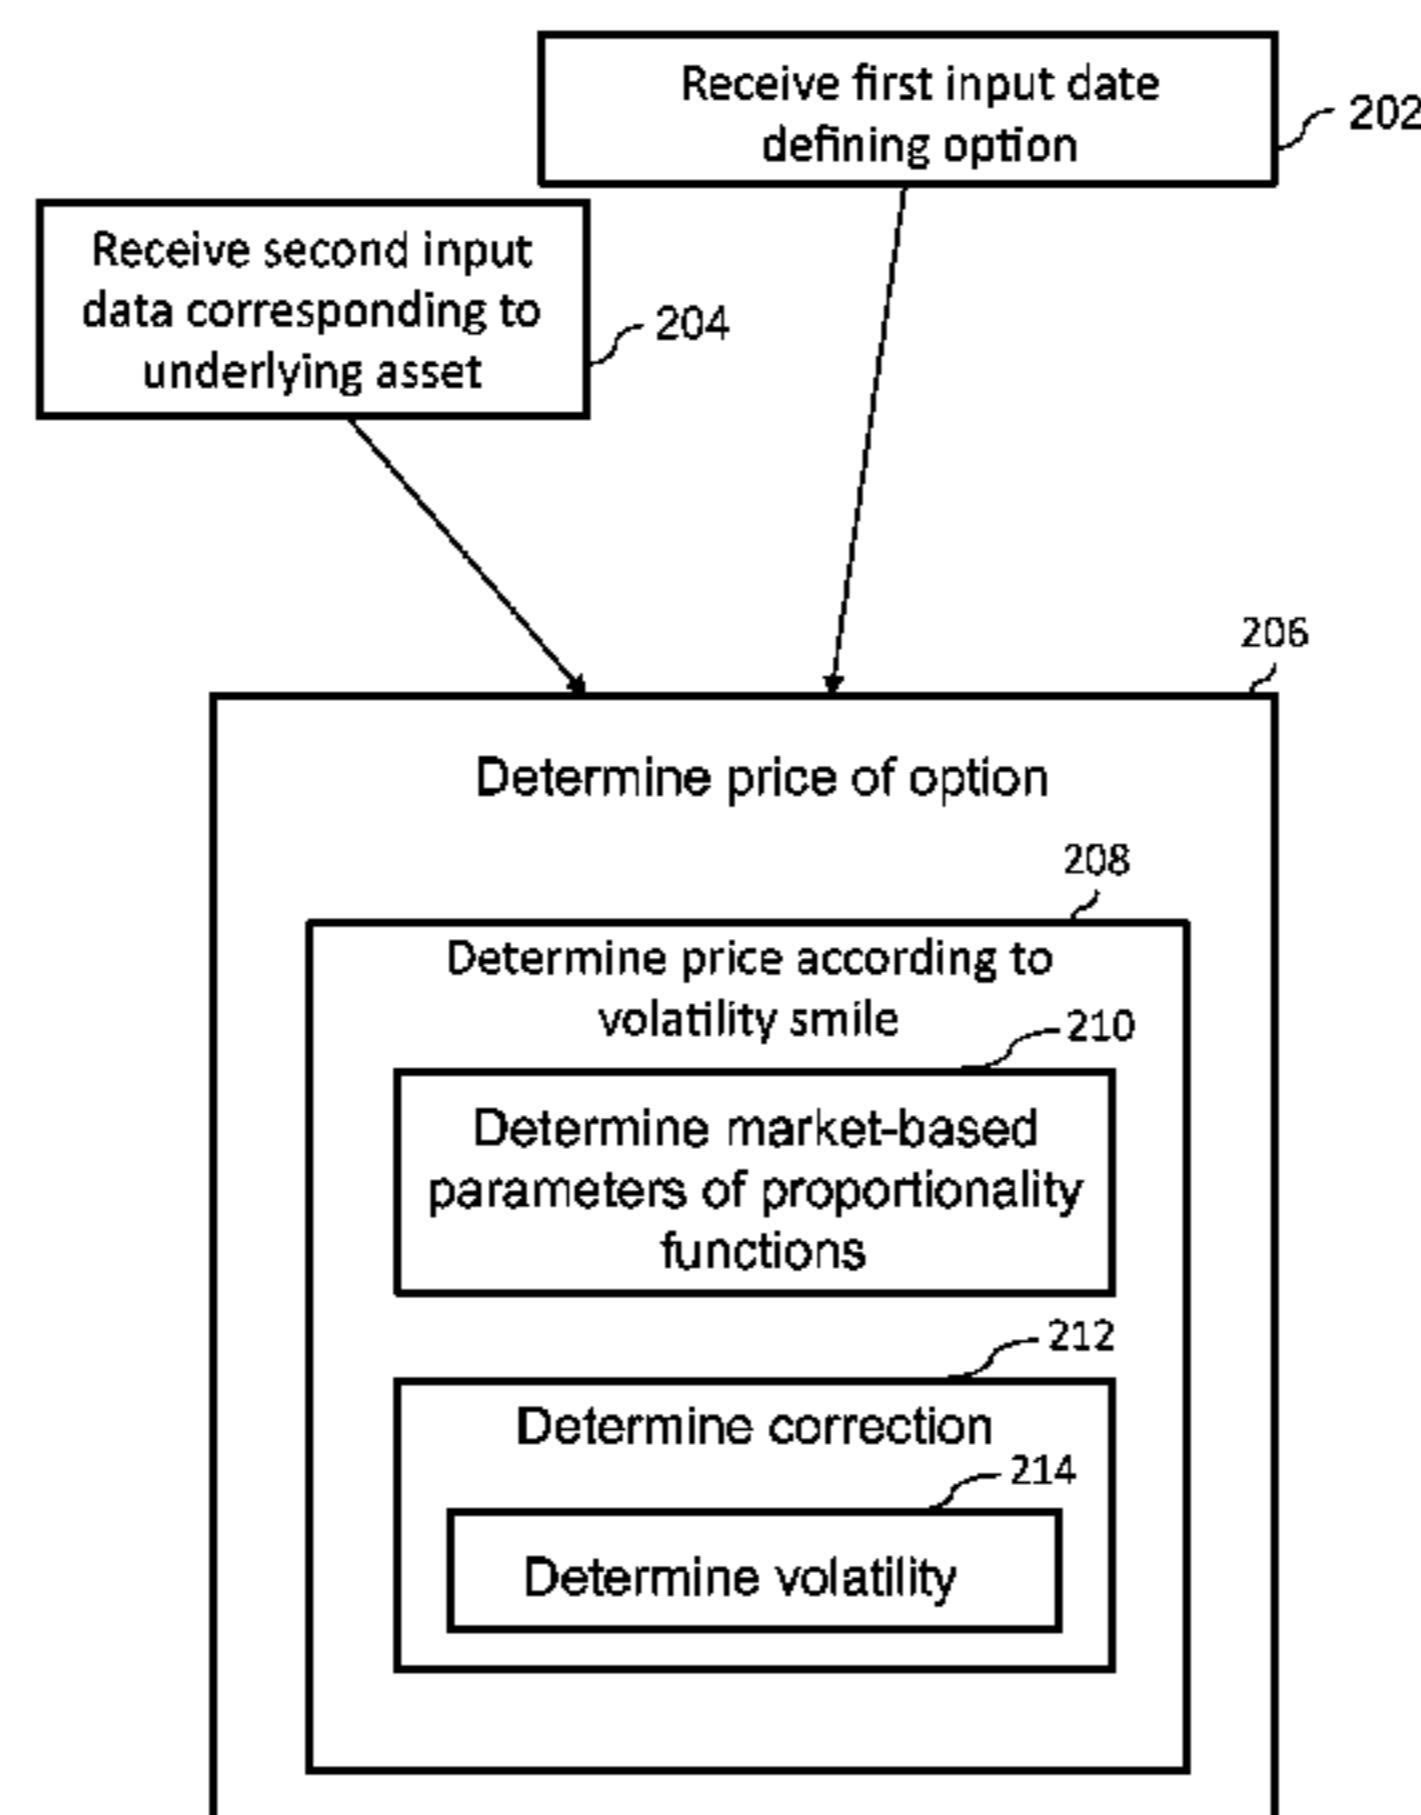 Receive first input date
defining option
202
Receive second input
data corresponding to
underlying asset
204
206
Determine price of option
208
Determine price according to
volatility smile
210
Determine market-based
parameters of proportionality
functions
212
Determine correction
214
Determine volatility